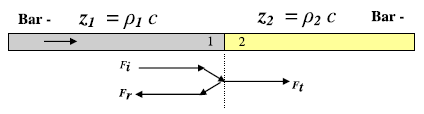 Bar - z1 = ρ1 c z2 = ρ2 c Bar -
1 2
Fi
Fr Ft